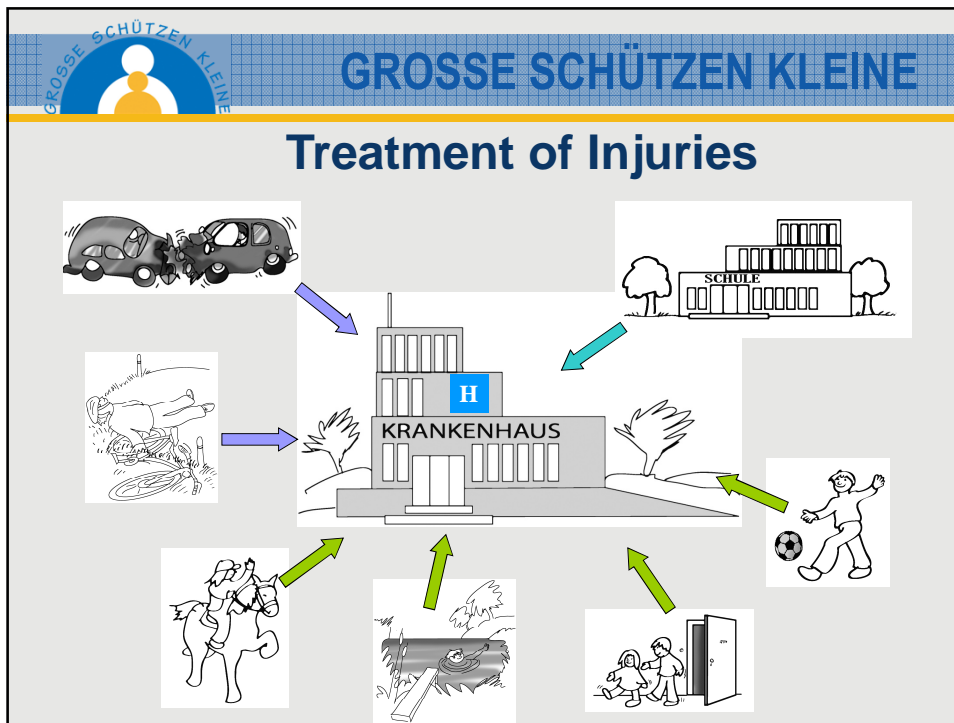 GROSSE SCHÜTZEN KLEINE
GROSSE SCHÜTZEN KLEINE
Treatment of Injuries
SCHULE
H
KRANKENHAUS